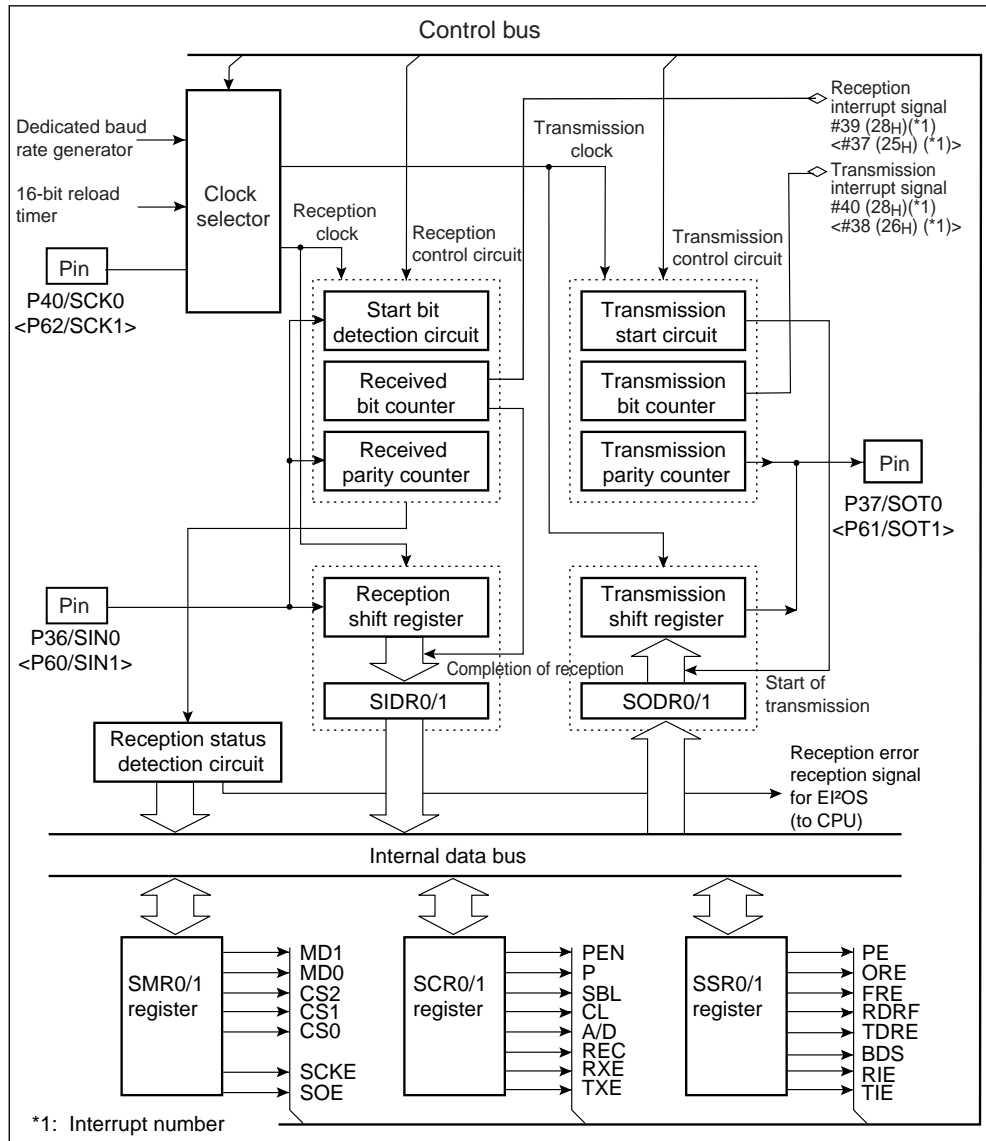 Control bus
Dedicated baud
rate generator
16-bit reload
timer
Pin
P40/SCK0
<P62/SCK1>
Clock
selector
Reception
clock
Reception
control circuit
Transmission
clock
Transmission
control circuit
Reception
interrupt signal
#39 (28H)(*1)
<#37 (25H) (*1)>
Transmission
interrupt signal
#40 (28H)(*1)
<#38 (26H) (*1)>
Start bit
detection circuit
Received
bit counter
Received
parity counter
Transmission
start circuit
Transmission
bit counter
Transmission
parity counter
Pin
P37/SOT0
<P61/SOT1>
Pin
P36/SIN0
<P60/SIN1>
Reception
shift register
Completion of reception
SIDR0/1
Transmission
shift register
SODR0/1
Start of
transmission
Reception status
detection circuit
Reception error
reception signal
for EI²OS
(to CPU)
Internal data bus
SMR0/1
register
MD1
MD0
CS2
CS1
CS0
SCKE
SOE
SCR0/1
register
PEN
P
SBL
CL
A/D
REC
RXE
TXE
SSR0/1
register
PE
ORE
FRE
RDRF
TDRE
BDS
RIE
TIE
*1: Interrupt number